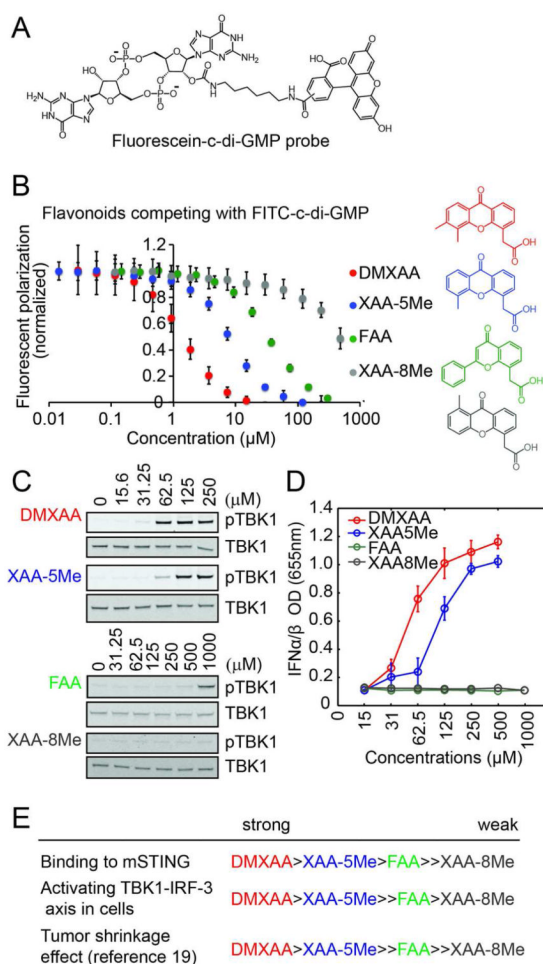 A
Fluorescein-c-di-GMP probe
B
Flavonoids competing with FITC-c-di-GMP
Fluorescent polarization
(normalized)
1.2
1
0.8
0.6
0.4
0.2
0
0.01 0.1 1 10 100 1000
Concentration (µM)
DMXAA
XAA-5Me
FAA
XAA-8Me
C
0 15.6 31.25 62.5 125 250 (µM)
DMXAA pTBK1
TBK1
XAA-5Me pTBK1
TBK1
0 31.25 62.5 125 250 500 1000 (µM)
FAA pTBK1
TBK1
XAA-8Me pTBK1
TBK1
D
IFNα/β OD (655nm)
1.4
1.2
1.0
0.8
0.6
0.4
0.2
0
DMXAA
XAA5Me
FAA
XAA8Me
0 15 31 62.5 125 250 500 1000
Concentrations (µM)
E
strong weak
Binding to mSTING DMXAA>XAA-5Me>FAA>>XAA-8Me
Activating TBK1-IRF-3
axis in cells DMXAA>XAA-5Me>>FAA>XAA-8Me
Tumor shrinkage
effect (reference 19) DMXAA>XAA-5Me>>FAA>>XAA-8Me